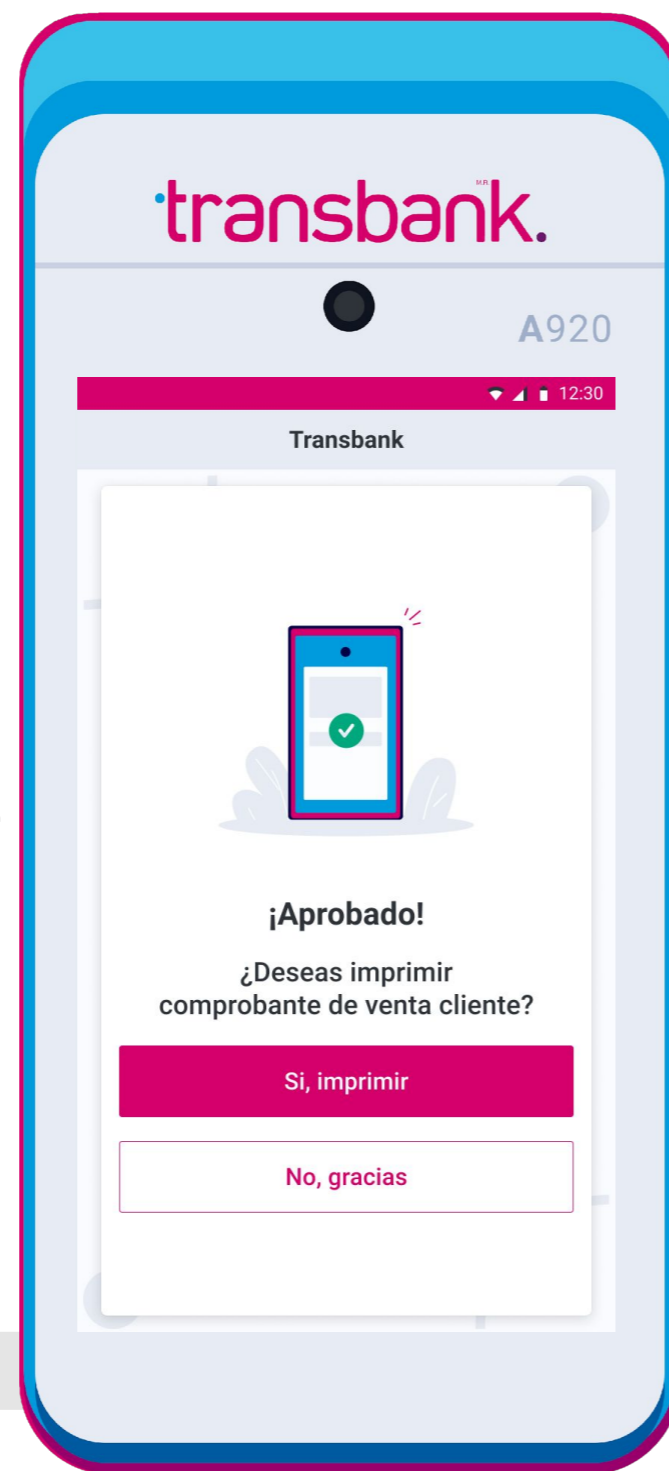 transbank.
M.R.
A920
12:30
Transbank
¡Aprobado!
¿Deseas imprimir
comprobante de venta cliente?
Si, imprimir
No, gracias